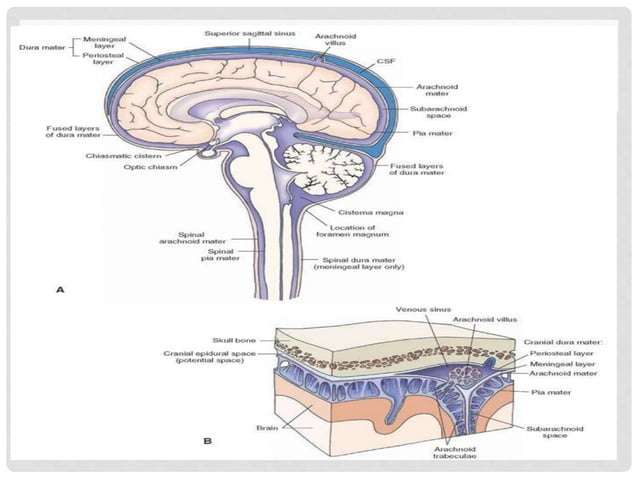 Superior sagittal sinus
Arachnoid
villus
Dura mater
Meningeal
layer
Periosteal
layer
CSF
Arachnoid
mater
Subarachnoid
space
Pia mater
Fused layers
of dura mater
Chiasmatic cistern
Optic chiasm
Fused layers
of dura mater
Cisterna magna
Location of
foramen magnum
Spinal
arachnoid mater
Spinal
pia mater
Spinal dura mater
(meningeal layer only)
A
Venous sinus
Arachnoid villus
Skull bone
Cranial dura mater:
Cranial epidural space
(potential space)
Periosteal layer
Meningeal layer
Arachnoid mater
Pia mater
Brain
Subarachnoid
space
B
Arachnoid
trabeculae